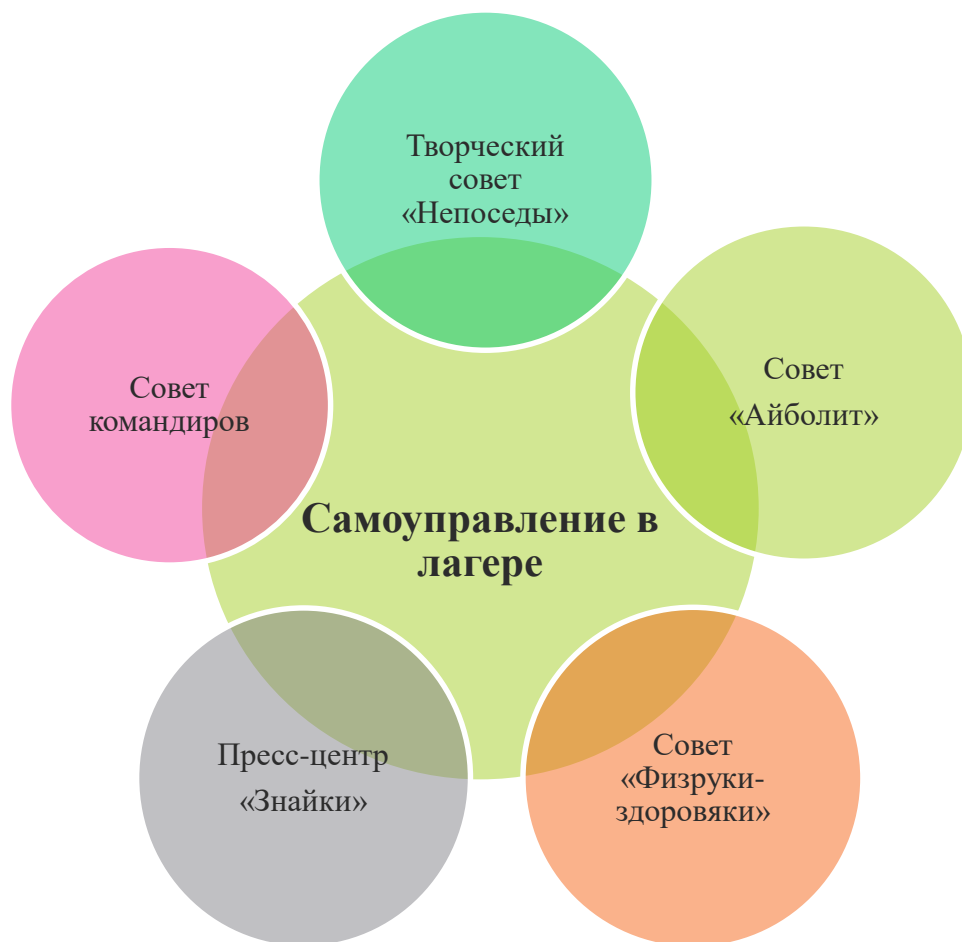 Творческий
совет
«Непоседы»
Совет
«Айболит»
Совет
командиров
Самоуправление в
лагере
Пресс-центр
«Знайки»
Совет
«Физруки-
здоровяки»